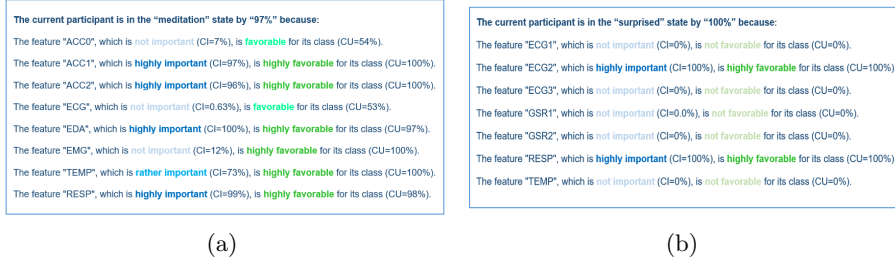 The current participant is in the “meditation” state by “97%” because:
The feature "ACC0", which is not important (CI=7%), is favorable for its class (CU=54%).
The feature "ACC1", which is highly important (CI=97%), is highly favorable for its class (CU=100%).
The feature "ACC2", which is highly important (CI=96%), is highly favorable for its class (CU=100%).
The feature "ECG", which is not important (CI=0.63%), is favorable for its class (CU=53%).
The feature "EDA", which is highly important (CI=100%), is highly favorable for its class (CU=97%).
The feature "EMG", which is not important (CI=12%), is highly favorable for its class (CU=100%).
The feature "TEMP", which is rather important (CI=73%), is highly favorable for its class (CU=100%).
The feature "RESP", which is highly important (CI=99%), is highly favorable for its class (CU=98%).
(a)
The current participant is in the “surprised” state by “100%” because:
The feature "ECG1", which is not important (CI=0%), is not favorable for its class (CU=0%).
The feature "ECG2", which is highly important (CI=100%), is highly favorable for its class (CU=100%)
The feature "ECG3", which is not important (CI=0%), is not favorable for its class (CU=0%).
The feature "GSR1", which is not important (CI=0.0%), is not favorable for its class (CU=0%).
The feature "GSR2", which is not important (CI=0%), is not favorable for its class (CU=0%).
The feature "RESP", which is highly important (CI=100%), is highly favorable for its class (CU=100%)
The feature "TEMP", which is not important (CI=0%), is not favorable for its class (CU=0%).
(b)